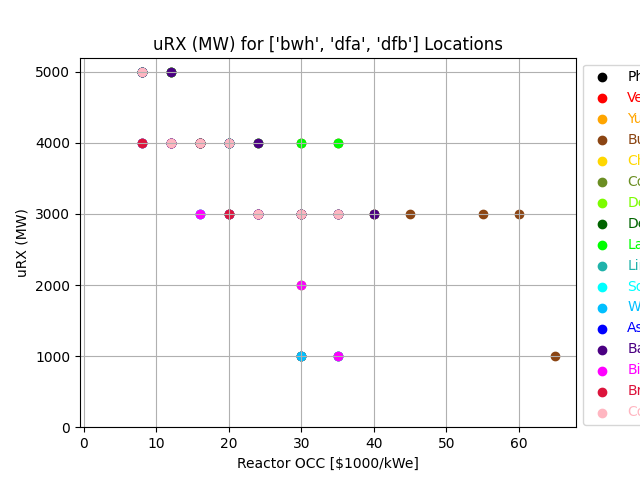 uRX (MW) for ['bwh', 'dfa', 'dfb'] Locations
uRX (MW)
5000
4000
3000
2000
1000
0
0 10 20 30 40 50 60
Reactor OCC [$1000/kWe]
Ph
Ve
Yu
Bu
Ch
Co
De
De
La
Li
So
W
As
Ba
Bi
Br
Co